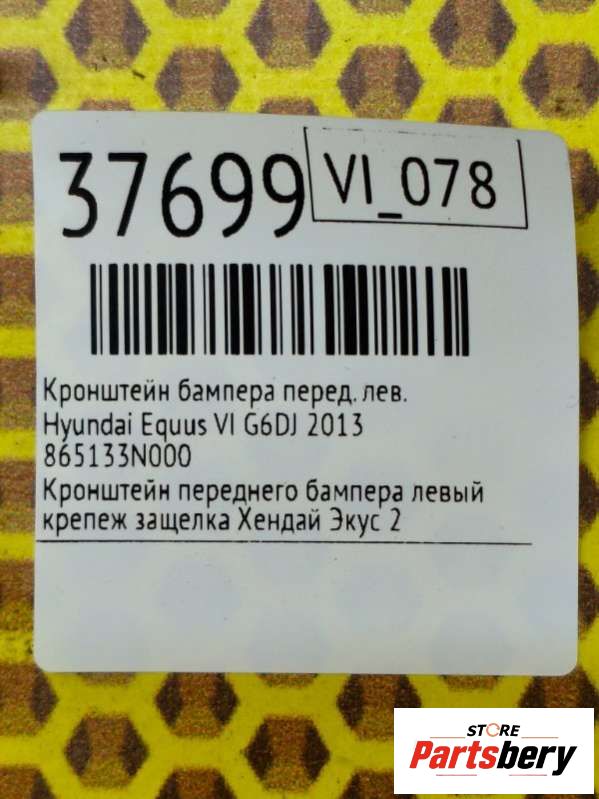 37699
VI_078
Кронштейн бампера перед. лев.
Hyundai Equus VI G6DJ 2013
865133N000
Кронштейн переднего бампера левый
крепеж защелка Хендай Экус 2
STORE
Partsbery